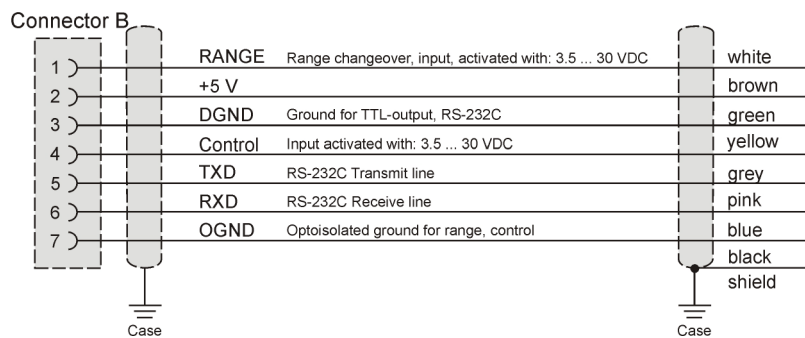 Connector B
1 RANGE Range changeover, input, activated with: 3.5 ... 30 VDC white
2 +5 V brown
3 DGND Ground for TTL-output, RS-232C green
4 Control Input activated with: 3.5 ... 30 VDC yellow
5 TXD RS-232C Transmit line grey
6 RXD RS-232C Receive line pink
7 OGND Optoisolated ground for range, control blue
black
shield
Case Case